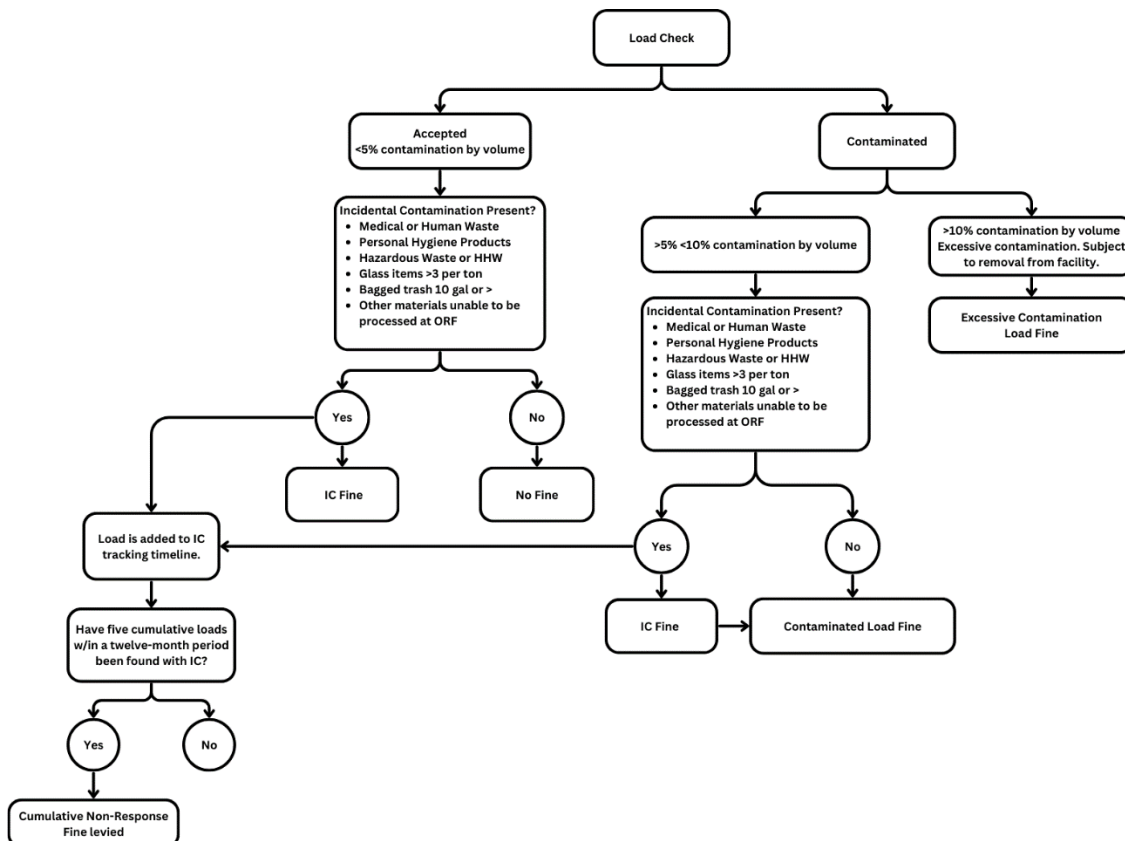 Load Check
Accepted
<5% contamination by volume
Contaminated
Incidental Contamination Present?
• Medical or Human Waste
• Personal Hygiene Products
• Hazardous Waste or HHW
• Glass items >3 per ton
• Bagged trash 10 gal or >
• Other materials unable to be
processed at ORF
>5% <10% contamination by volume
>10% contamination by volume
Excessive contamination. Subject
to removal from facility.
Incidental Contamination Present?
• Medical or Human Waste
• Personal Hygiene Products
• Hazardous Waste or HHW
• Glass items >3 per ton
• Bagged trash 10 gal or >
• Other materials unable to be
processed at ORF
Excessive Contamination
Load Fine
Yes
No
IC Fine
No Fine
Load is added to IC
tracking timeline.
Yes
No
Have five cumulative loads
w/in a twelve-month period
been found with IC?
IC Fine
Contaminated Load Fine
Yes
No
Cumulative Non-Response
Fine levied